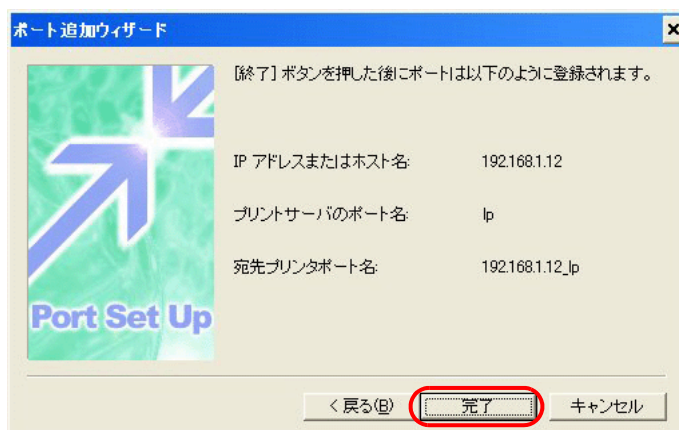 ポート追加ウィザード
[終了] ボタンを押した後にポートは以下のように登録されます。
IP アドレスまたはホスト名: 192.168.1.12
プリントサーバのポート名: lp
宛先プリンタポート名: 192.168.1.12_lp
Port Set Up
< 戻る(B) 完了 キャンセル